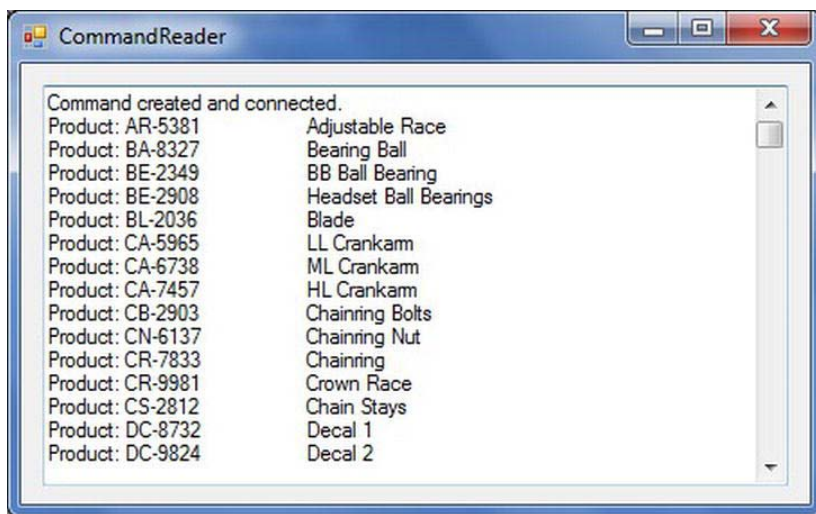 CommandReader
Command created and connected.
Product: AR-5381 Adjustable Race
Product: BA-8327 Bearing Ball
Product: BE-2349 BB Ball Bearing
Product: BE-2908 Headset Ball Bearings
Product: BL-2036 Blade
Product: CA-5965 LL Crankarm
Product: CA-6738 ML Crankarm
Product: CA-7457 HL Crankarm
Product: CB-2903 Chainring Bolts
Product: CN-6137 Chainring Nut
Product: CR-7833 Chainring
Product: CR-9981 Crown Race
Product: CS-2812 Chain Stays
Product: DC-8732 Decal 1
Product: DC-9824 Decal 2